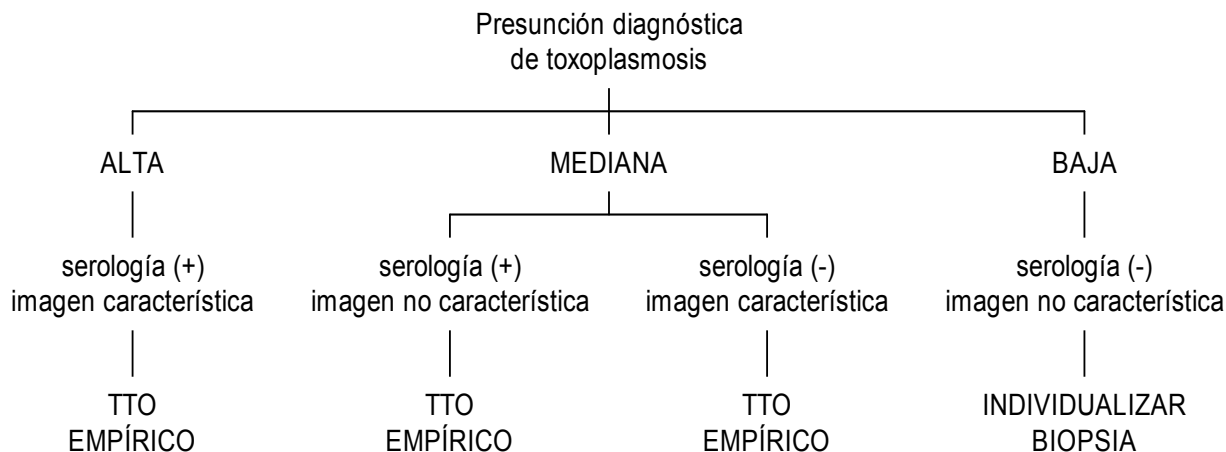 Presunción diagnóstica
de toxoplasmosis
ALTA
MEDIANA
BAJA
serología (+)
imagen característica
serología (+)
imagen no característica
serología (-)
imagen característica
serología (-)
imagen no característica
TTO
EMPÍRICO
TTO
EMPÍRICO
TTO
EMPÍRICO
INDIVIDUALIZAR
BIOPSIA